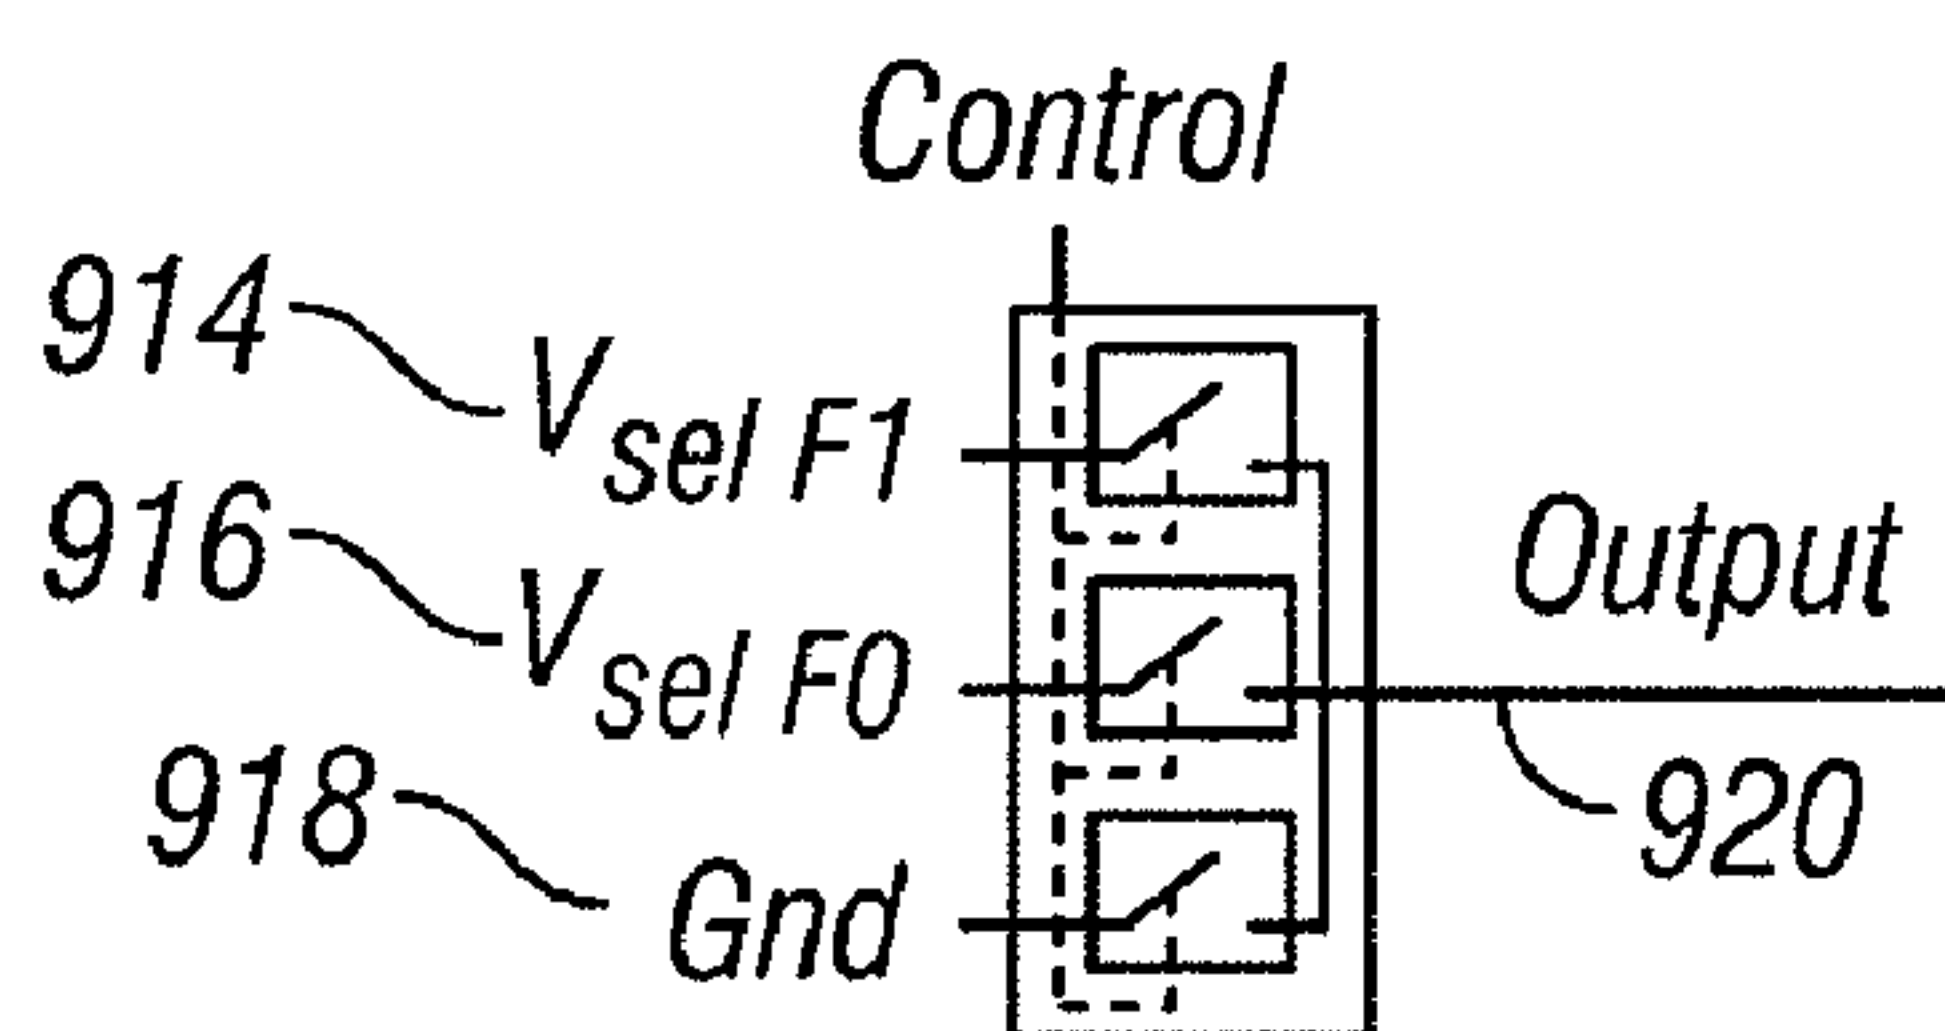 Control
914
V sel F1
916
V sel F0
Output
918
Gnd
920